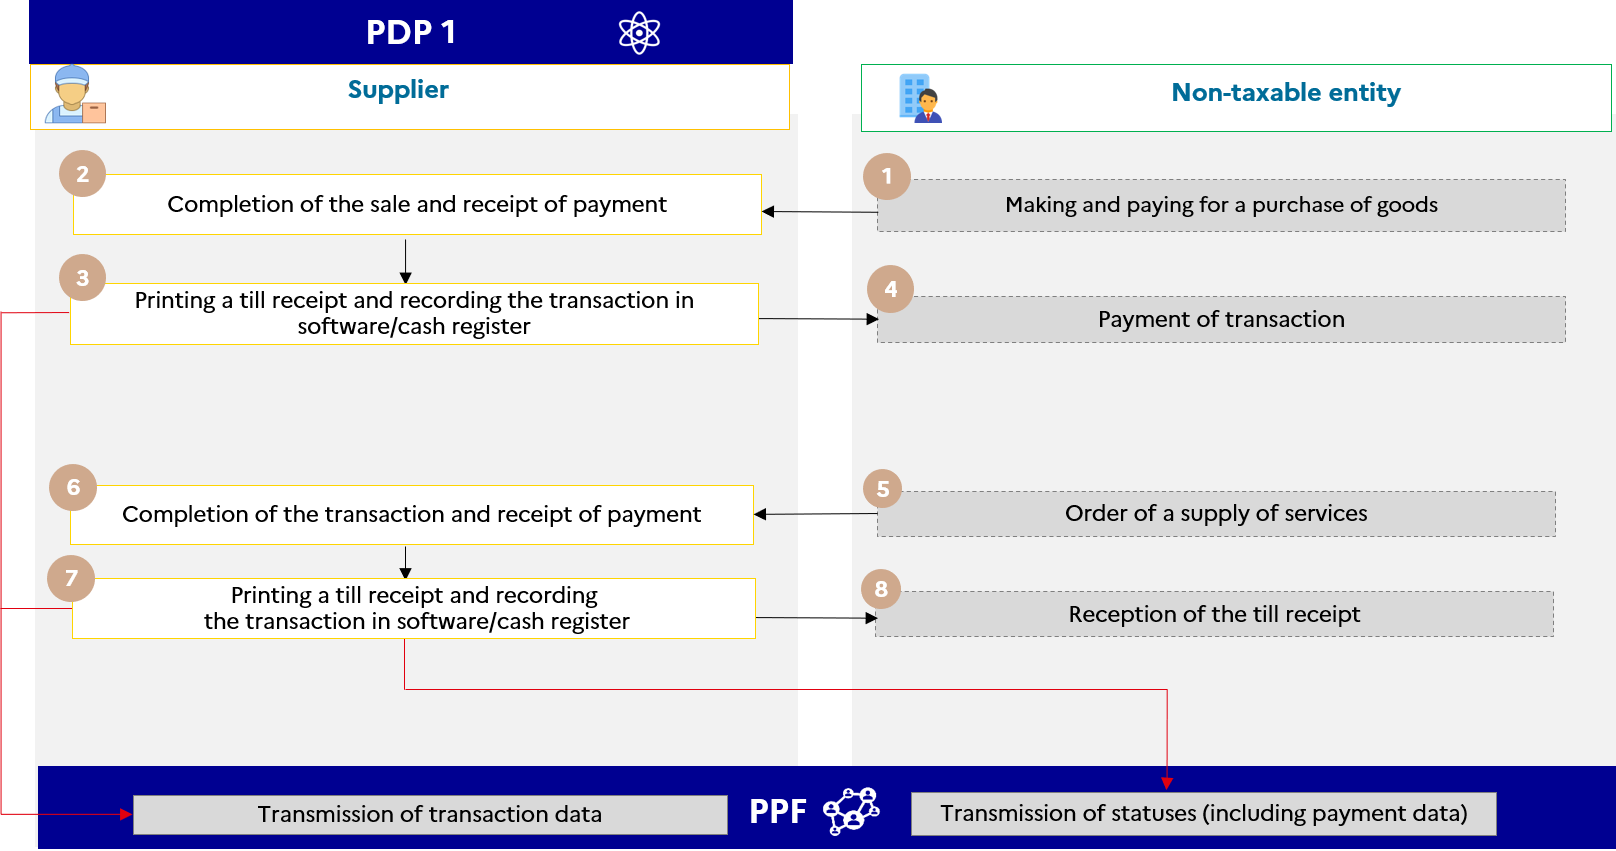 PDP 1
Supplier
Non-taxable entity
2
Completion of the sale and receipt of payment
1
Making and paying for a purchase of goods
3
Printing a till receipt and recording the transaction in
software/cash register
4
Payment of transaction
6
Completion of the transaction and receipt of payment
5
Order of a supply of services
7
Printing a till receipt and recording
the transaction in software/cash register
8
Reception of the till receipt
Transmission of transaction data
PPF
Transmission of statuses (including payment data)